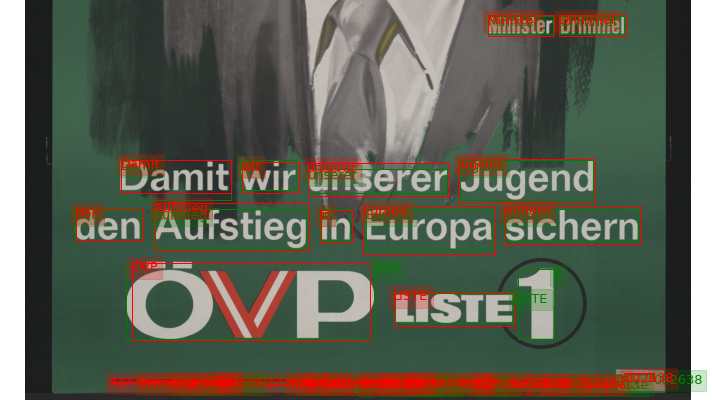 Minister Drimmel
Damit wir unserer Jugend
den Aufstieg in Europa sichern
ÖVP LISTE 1